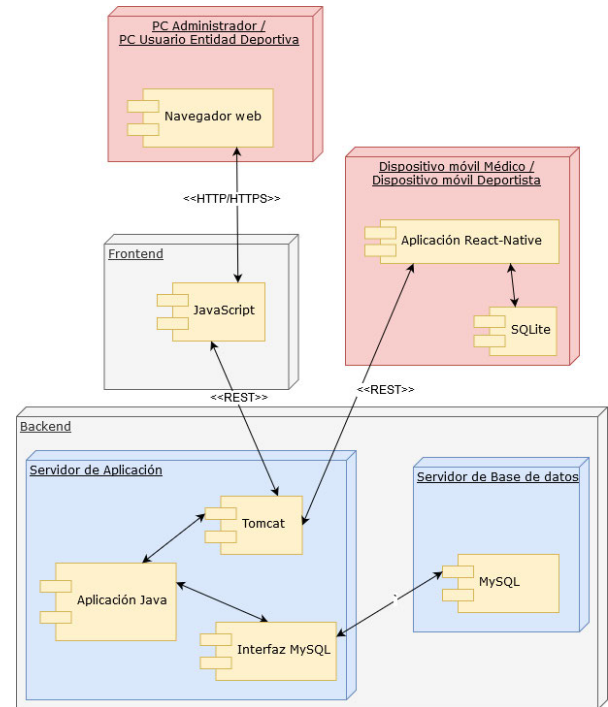 PC Administrador /
PC Usuario Entidad Deportiva
Navegador web
<<HTTP/HTTPS>>
Dispositivo móvil Médico /
Dispositivo móvil Deportista
Aplicación React-Native
SQLite
Frontend
JavaScript
<<REST>>
<<REST>>
Backend
Servidor de Aplicación
Tomcat
Aplicación Java
Interfaz MySQL
Servidor de Base de datos
MySQL